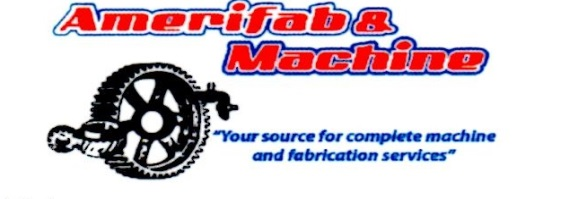 Amerifab &
Machine
"Your source for complete machine
and fabrication services"